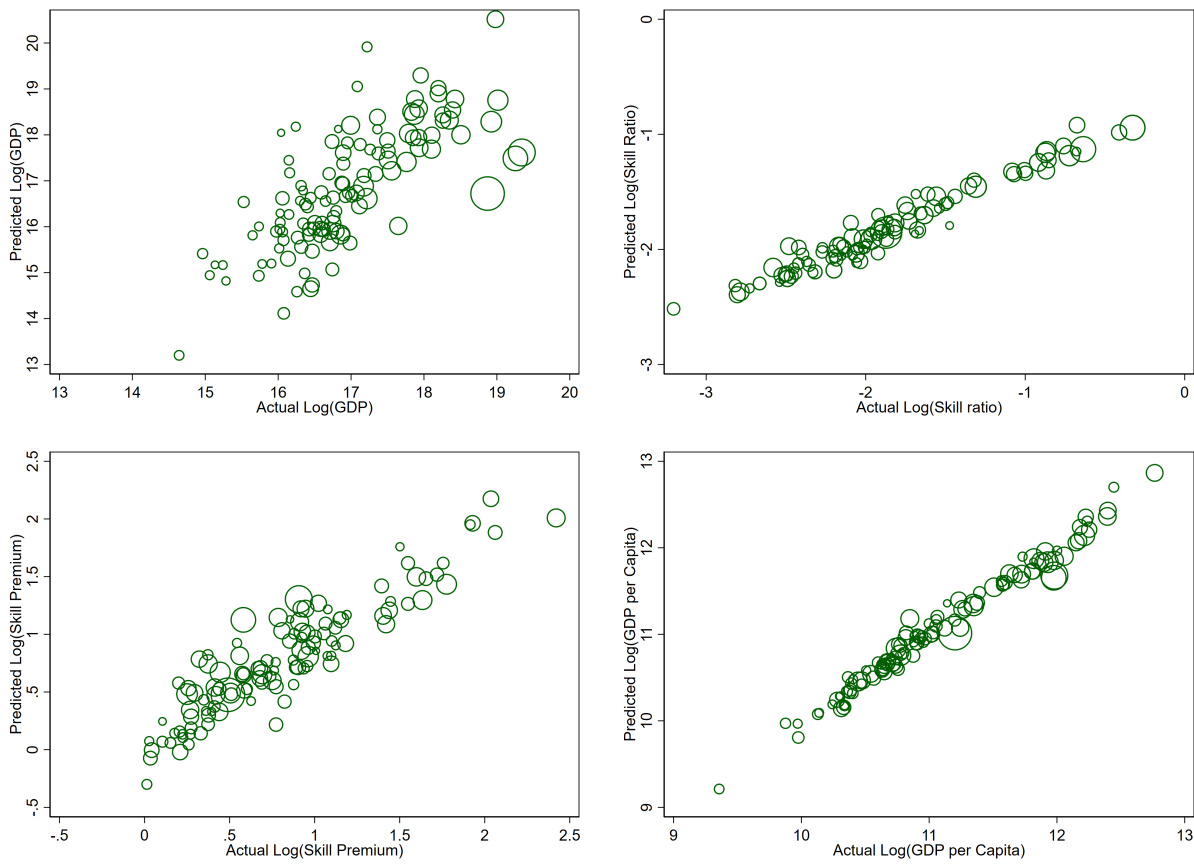 Predicted Log(GDP)
20
19
18
17
16
15
14
13
13 14 15 16 17 18 19 20
Actual Log(GDP)
Predicted Log(Skill Ratio)
0
-1
-2
-3
-3 -2 -1 0
Actual Log(Skill ratio)
Predicted Log(Skill Premium)
2.5
2
1.5
1
.5
0
-.5
-.5 0 .5 1 1.5 2 2.5
Actual Log(Skill Premium)
Predicted Log(GDP per Capita)
13
12
11
10
9
9 10 11 12 13
Actual Log(GDP per Capita)